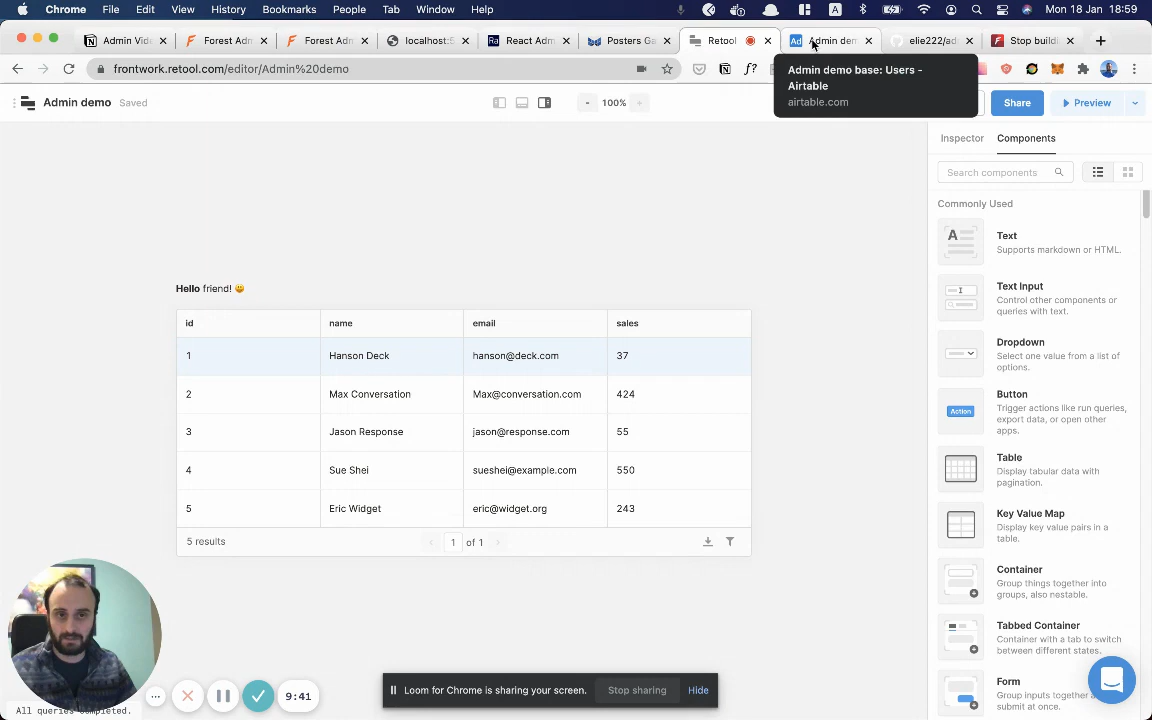 Chrome File Edit View History Bookmarks People Tab Window Help A Mon 18 Jan 18:59
Admin Vid Forest Adm Forest Adm localhost:5 Ra React Adm Posters Ga Retool Ad Admin dem elie222/ad Stop buildi
frontwork.retool.com/editor/Admin%20demo
f?
Admin demo base: Users -
Airtable
airtable.com
Admin demo Saved - 100% + Share Preview
Inspector Components
Search components
Commonly Used
Text
Supports markdown or HTML.
Text Input
Control other components or
queries with text.
Dropdown
Select one value from a list of
options.
Action
Button
Trigger actions like run queries,
export data, or open other
apps.
Table
Display tabular data with
pagination.
Key Value Map
Display key value pairs in a
table.
Container
Group things together into
groups, also nestable.
Tabbed Container
Container with a tab to switch
between different states.
Form
Group inputs together a
submit at once.
Hello friend! 😀
id name email sales
1 Hanson Deck hanson@deck.com 37
2 Max Conversation Max@conversation.com 424
3 Jason Response jason@response.com 55
4 Sue Shei sueshei@example.com 550
5 Eric Widget eric@widget.org 243
5 results 1 of 1
Loom for Chrome is sharing your screen. Stop sharing Hide
9:41
All queries completed.